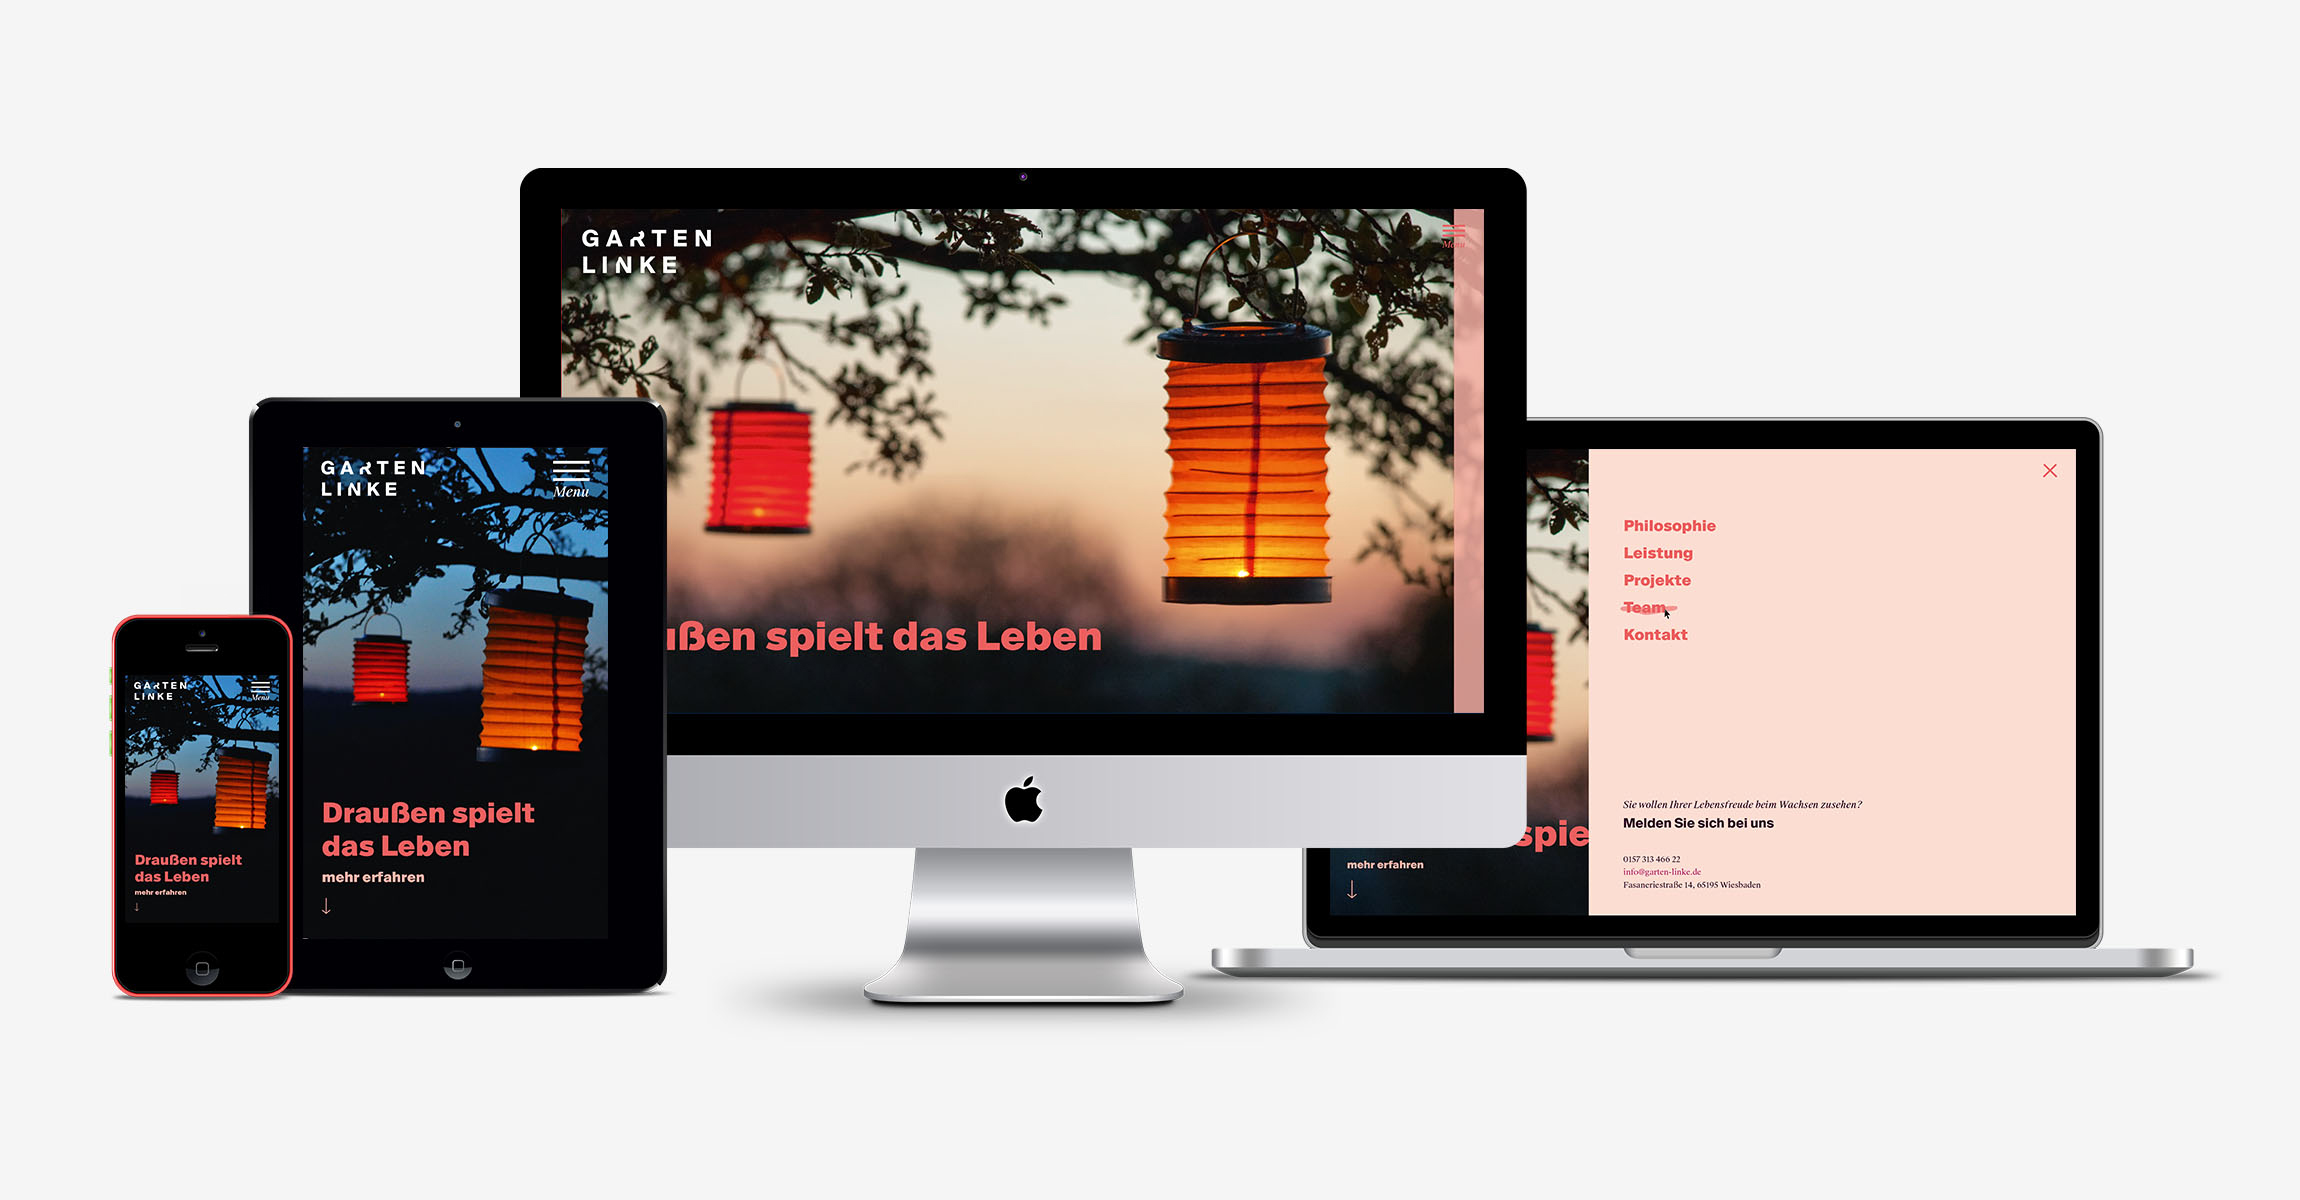 GARTEN
LINKE
Menu
Draußen spielt
das Leben
mehr erfahren
GARTEN
LINKE
Menu
Draußen spielt
das Leben
mehr erfahren
GARTEN
LINKE
Menu
ußen spielt das Leben
Philosophie
Leistung
Projekte
Team
Kontakt
Sie wollen Ihrer Lebensfreude beim Wachsen zusehen?
Melden Sie sich bei uns
0157 313 466 22
info@garten-linke.de
Fasaneriestraße 14, 65195 Wiesbaden
spie
mehr erfahren